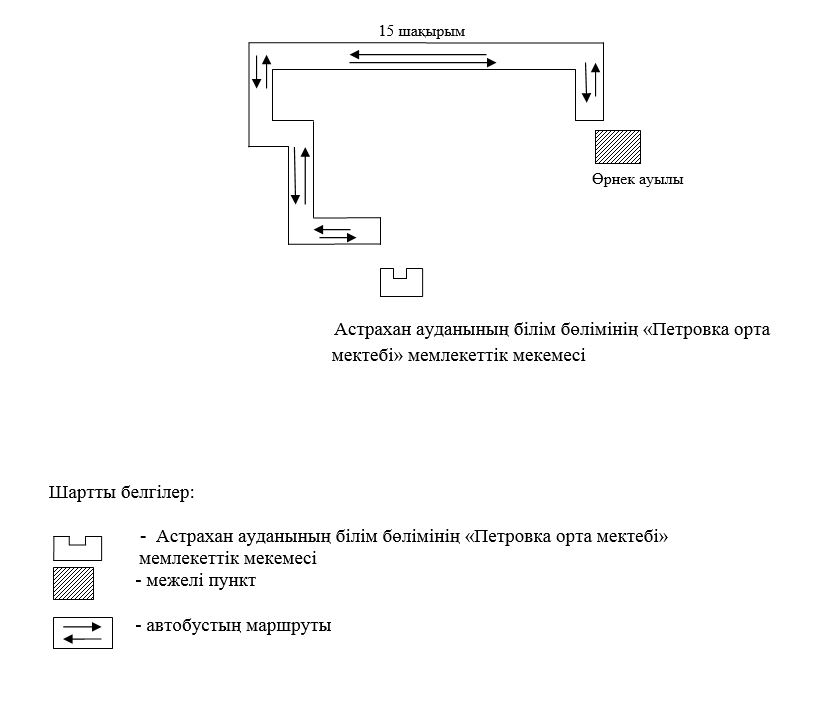 15 шақырым
Өрнек ауылы
Астрахан ауданының білім бөлімінің «Петровка орта
мектебі» мемлекеттік мекемесі
Шартты белгілер:
- Астрахан ауданының білім бөлімінің «Петровка орта мектебі»
мемлекеттік мекемесі
- межелі пункт
- автобустың маршруты